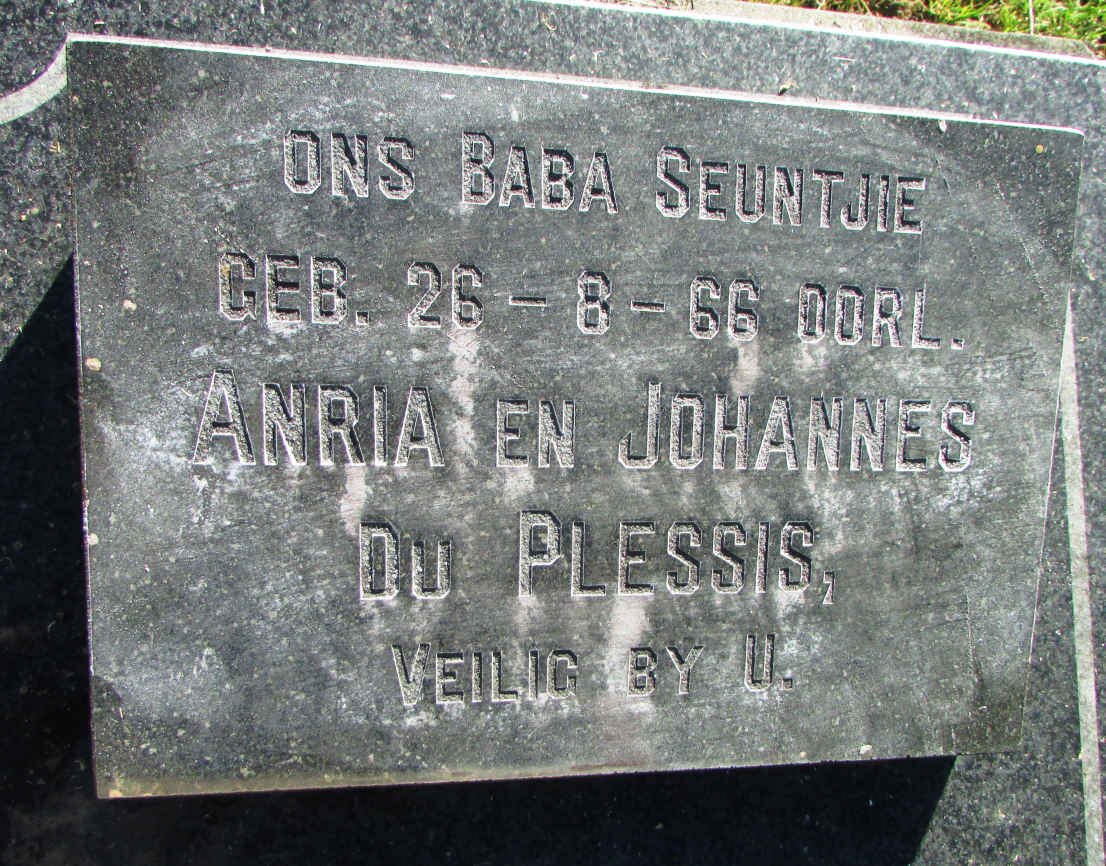 ONS BABA SEUNTJIE
GEB. 26 - 8 - 66 OORL.
ANRIA EN JOHANNES
DU PLESSIS,
VEILIG BY U.